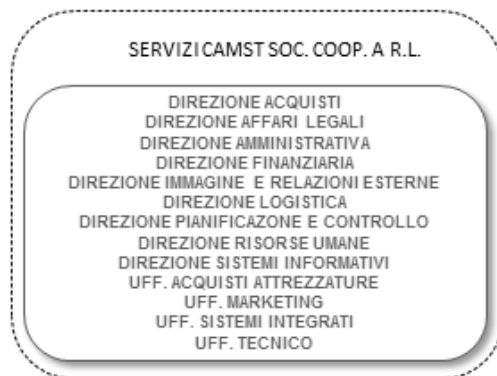 SERVIZI CAMST SOC. COOP. A R.L.
DIREZIONE ACQUISTI
DIREZIONE AFFARI LEGALI
DIREZIONE AMMINISTRATIVA
DIREZIONE FINANZIARIA
DIREZIONE IMMAGINE E RELAZIONI ESTERNE
DIREZIONE LOGISTICA
DIREZIONE PIANIFICAZONE E CONTROLLO
DIREZIONE RISORSE UMANE
DIREZIONE SISTEMI INFORMATIVI
UFF. ACQUISTI ATTREZZATURE
UFF. MARKETING
UFF. SISTEMI INTEGRATI
UFF. TECNICO